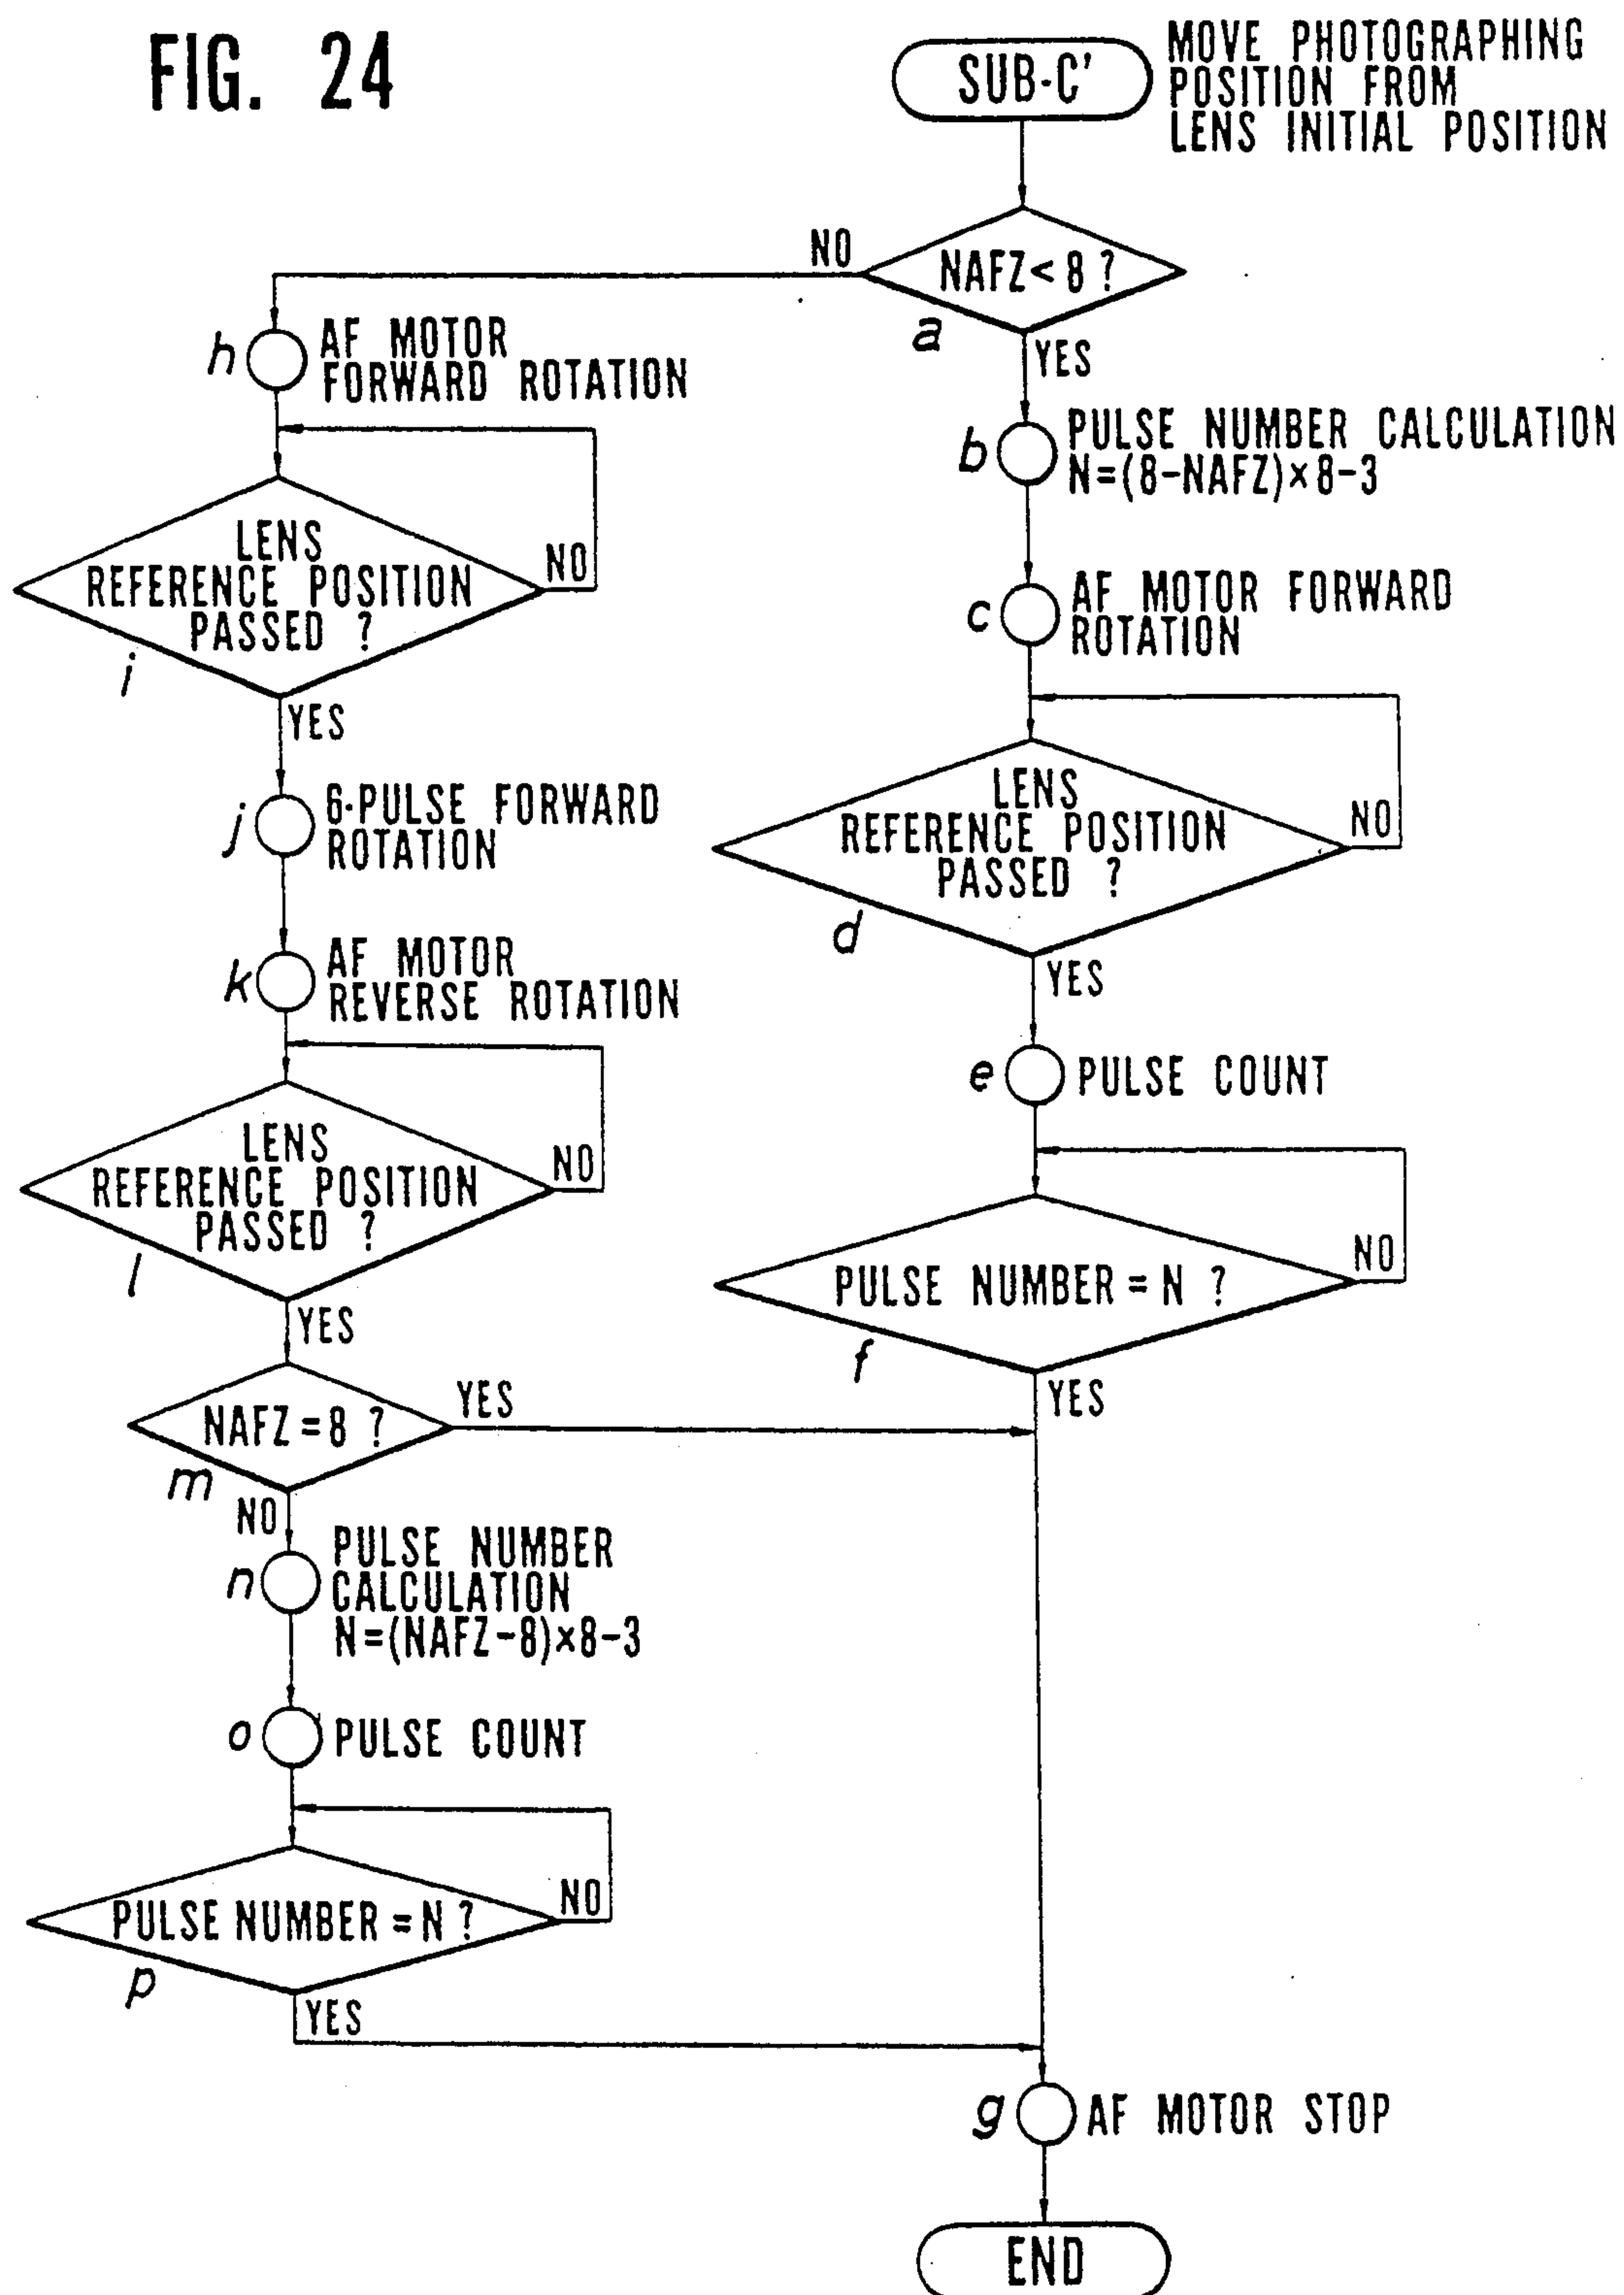 FIG. 24
SUB-C'
MOVE PHOTOGRAPHING
POSITION FROM
LENS INITIAL POSITION
NAFZ<8 ?
a
NO
YES
b
PULSE NUMBER CALCULATION
N=(8-NAFZ)×8-3
c
AF MOTOR FORWARD
ROTATION
LENS
REFERENCE POSITION
PASSED ?
d
NO
YES
e
PULSE COUNT
PULSE NUMBER = N ?
f
NO
YES
h
AF MOTOR
FORWARD ROTATION
LENS
REFERENCE POSITION
PASSED ?
i
NO
YES
j
6-PULSE FORWARD
ROTATION
k
AF MOTOR
REVERSE ROTATION
LENS
REFERENCE POSITION
PASSED ?
l
NO
YES
NAFZ=8 ?
m
YES
NO
n
PULSE NUMBER
CALCULATION
N=(NAFZ-8)×8-3
o
PULSE COUNT
PULSE NUMBER = N ?
p
NO
YES
g
AF MOTOR STOP
END